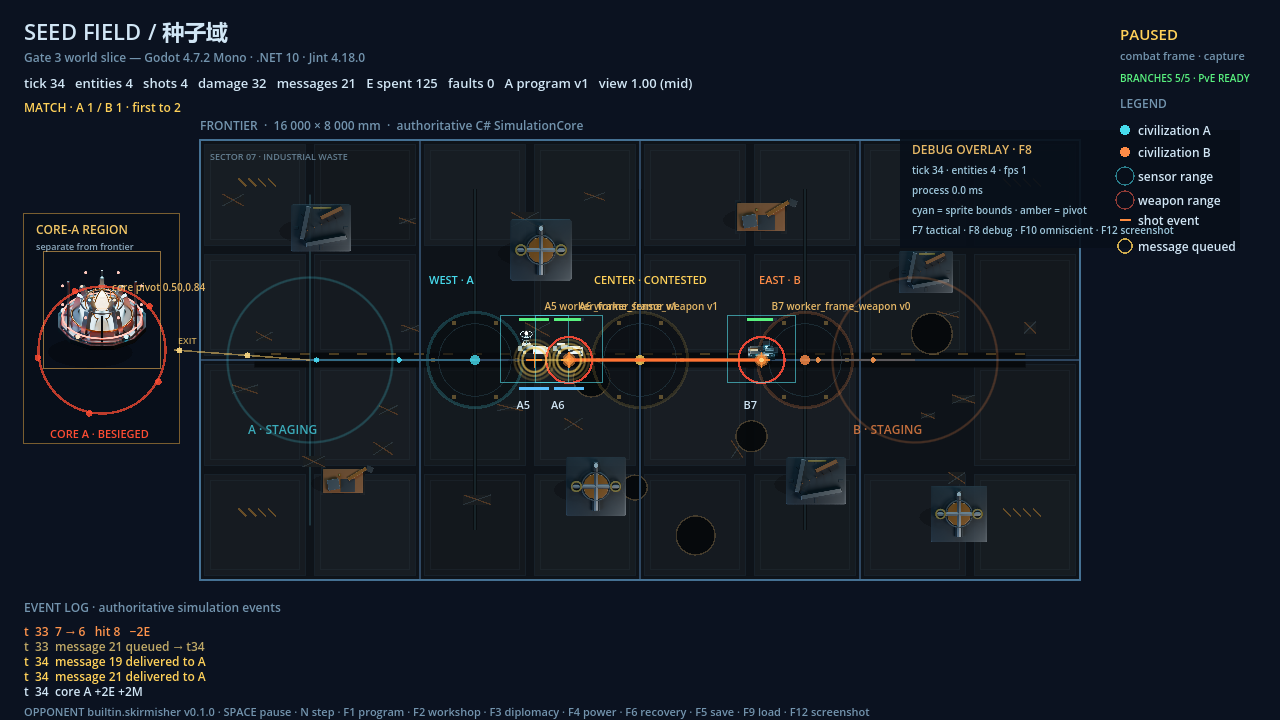 SEED FIELD / 种子域
Gate 3 world slice — Godot 4.7.2 Mono · .NET 10 · Jint 4.18.0
tick 34 entities 4 shots 4 damage 32 messages 21 E spent 125 faults 0 A program v1 view 1.00 (mid)
MATCH · A 1 / B 1 · first to 2
PAUSED
combat frame · capture
BRANCHES 5/5 · PvE READY
LEGEND
civilization A
civilization B
sensor range
weapon range
shot event
message queued
FRONTIER · 16 000 × 8 000 mm · authoritative C# SimulationCore
SECTOR 07 · INDUSTRIAL WASTE
DEBUG OVERLAY · F8
tick 34 · entities 4 · fps 1
process 0.0 ms
cyan = sprite bounds · amber = pivot
F7 tactical · F8 debug · F10 omniscient · F12 screenshot
CORE-A REGION
separate from frontier
core pivot 0.50,0.84
EXIT
CORE A · BESIEGED
WEST · A
CENTER · CONTESTED
EAST · B
A5 worker_frame
weapon v1
B7 worker_frame_weapon v0
A5
A6
B7
A · STAGING
B · STAGING
EVENT LOG · authoritative simulation events
t 33 7 → 6 hit 8 −2E
t 33 message 21 queued → t34
t 34 message 19 delivered to A
t 34 message 21 delivered to A
t 34 core A +2E +2M
OPPONENT builtin.skirmisher v0.1.0 · SPACE pause · N step · F1 program · F2 workshop · F3 diplomacy · F4 power · F6 recovery · F5 save · F9 load · F12 screenshot